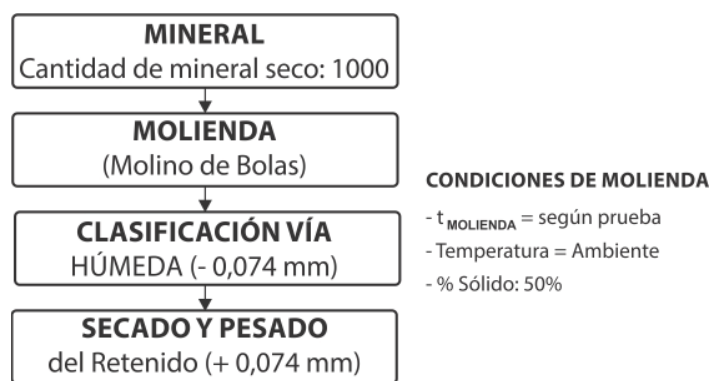 MINERAL
Cantidad de mineral seco: 1000
MOLIENDA
(Molino de Bolas)
CLASIFICACIÓN VÍA
HÚMEDA (- 0,074 mm)
SECADO Y PESADO
del Retenido (+ 0,074 mm)
CONDICIONES DE MOLIENDA
- t MOLIENDA = según prueba
- Temperatura = Ambiente
- % Sólido: 50%